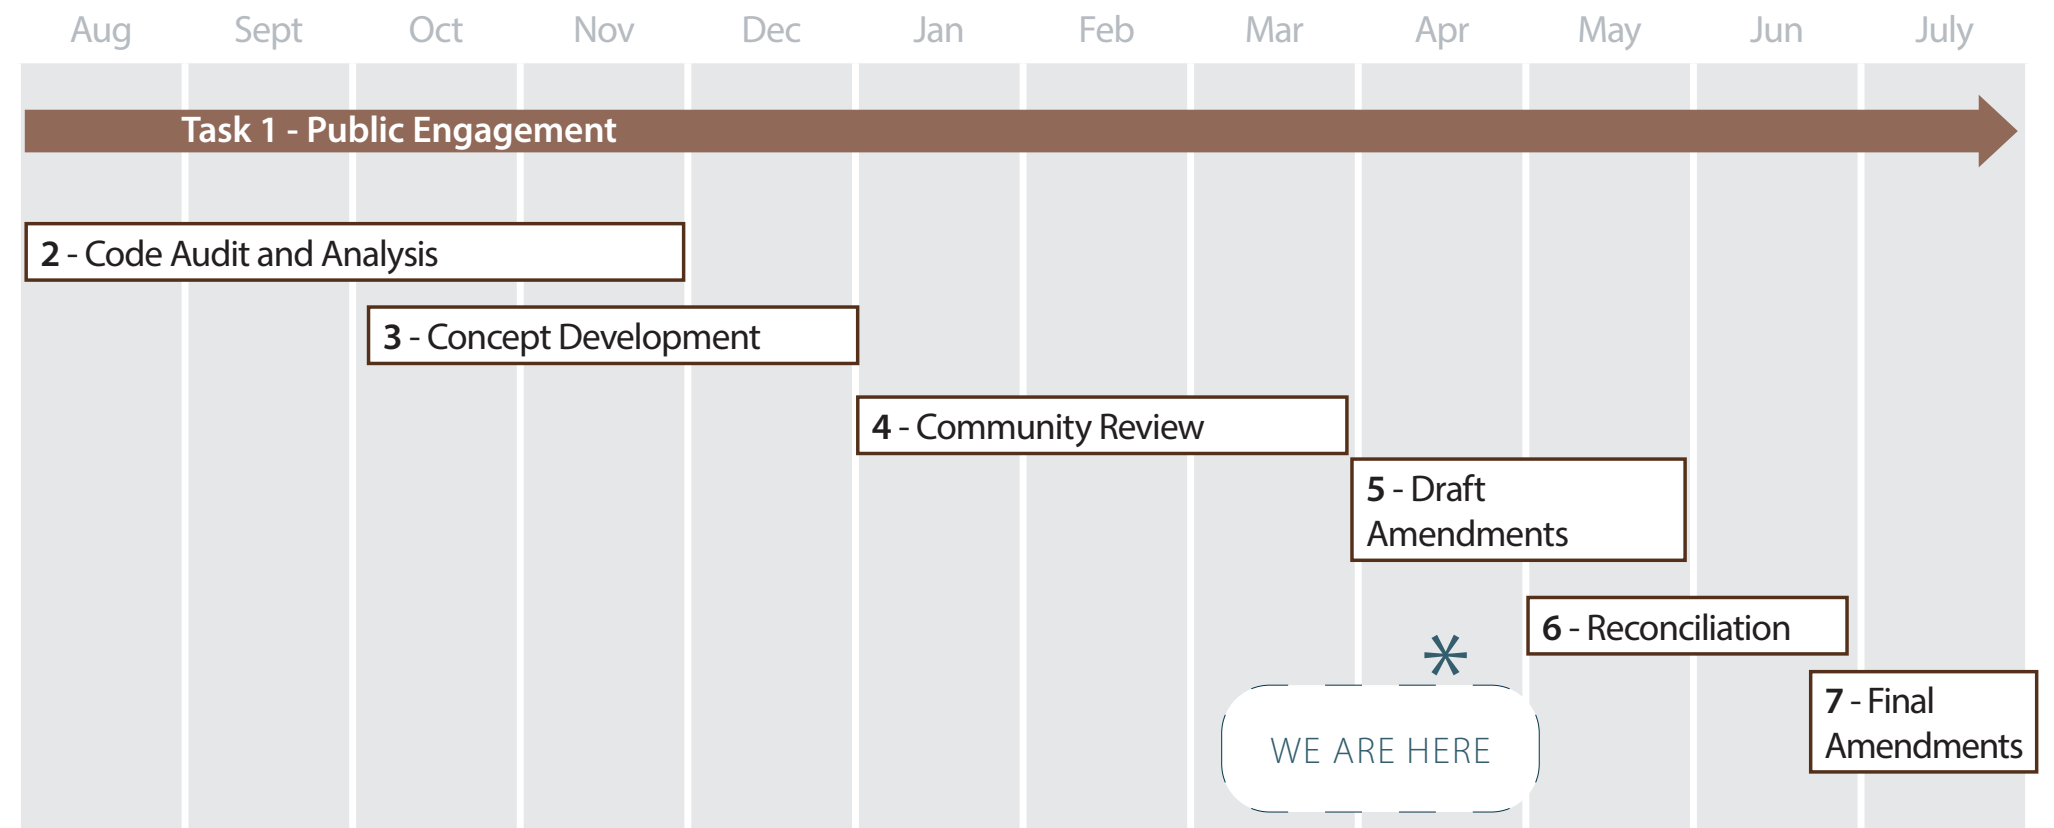 Aug Sept Oct Nov Dec Jan Feb Mar Apr May Jun July
Task 1 - Public Engagement
2 - Code Audit and Analysis
3 - Concept Development
4 - Community Review
5 - Draft
Amendments
6 - Reconciliation
*
7 - Final
Amendments
WE ARE HERE